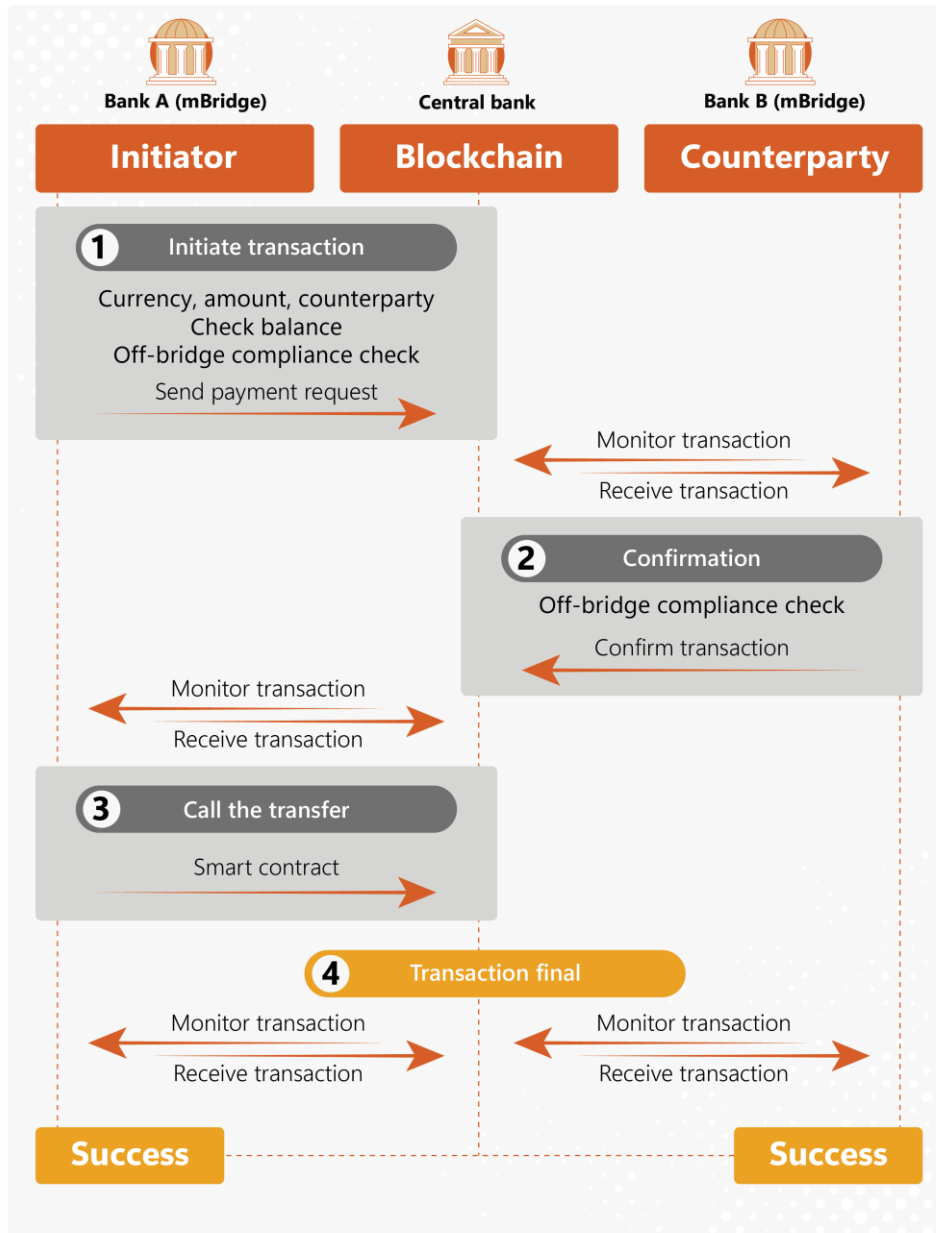 Bank A (mBridge)
Central bank
Bank B (mBridge)
Initiator
Blockchain
Counterparty
1 Initiate transaction
Currency, amount, counterparty
Check balance
Off-bridge compliance check
Send payment request
Monitor transaction
Receive transaction
2 Confirmation
Off-bridge compliance check
Confirm transaction
Monitor transaction
Receive transaction
3 Call the transfer
Smart contract
4 Transaction final
Monitor transaction
Receive transaction
Monitor transaction
Receive transaction
Success
Success